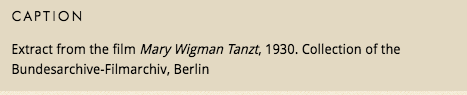 CAPTION
Extract from the film Mary Wigman Tanzt, 1930. Collection of the
Bundesarchive-Filmarchiv, Berlin